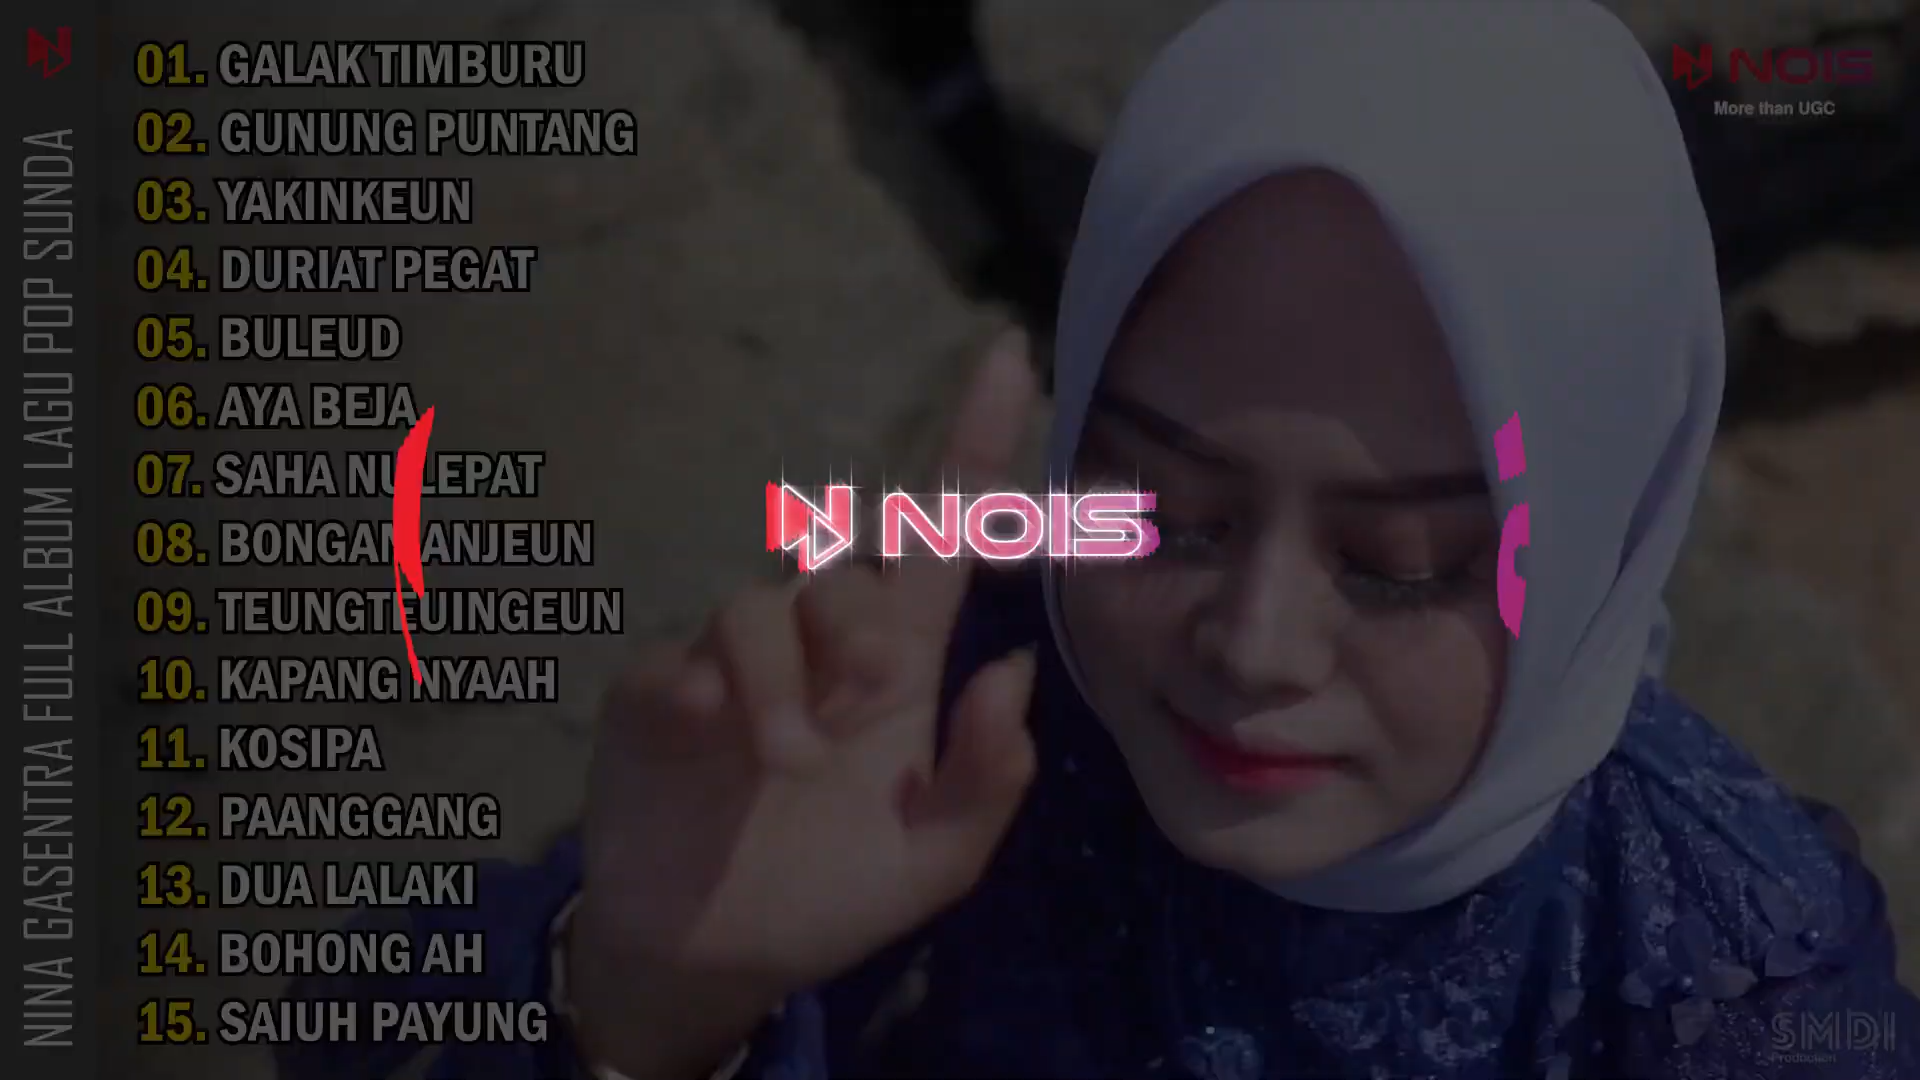 NINA GASENTRA FULL ALBUM LAGU POP SUNDA
01. GALAK TIMBURU
02. GUNUNG PUNTANG
03. YAKINKEUN
04. DURIAT PEGAT
05. BULEUD
06. AYA BEJA
07. SAHA NU LEPAT
08. BONGAN ANJEUN
09. TEUNGTEUINGEUN
10. KAPANG NYAAH
11. KOSIPA
12. PAANGGANG
13. DUA LALAKI
14. BOHONG AH
15. SAIUH PAYUNG
NOIS
NOIS
More than UGC
SMDI
Production